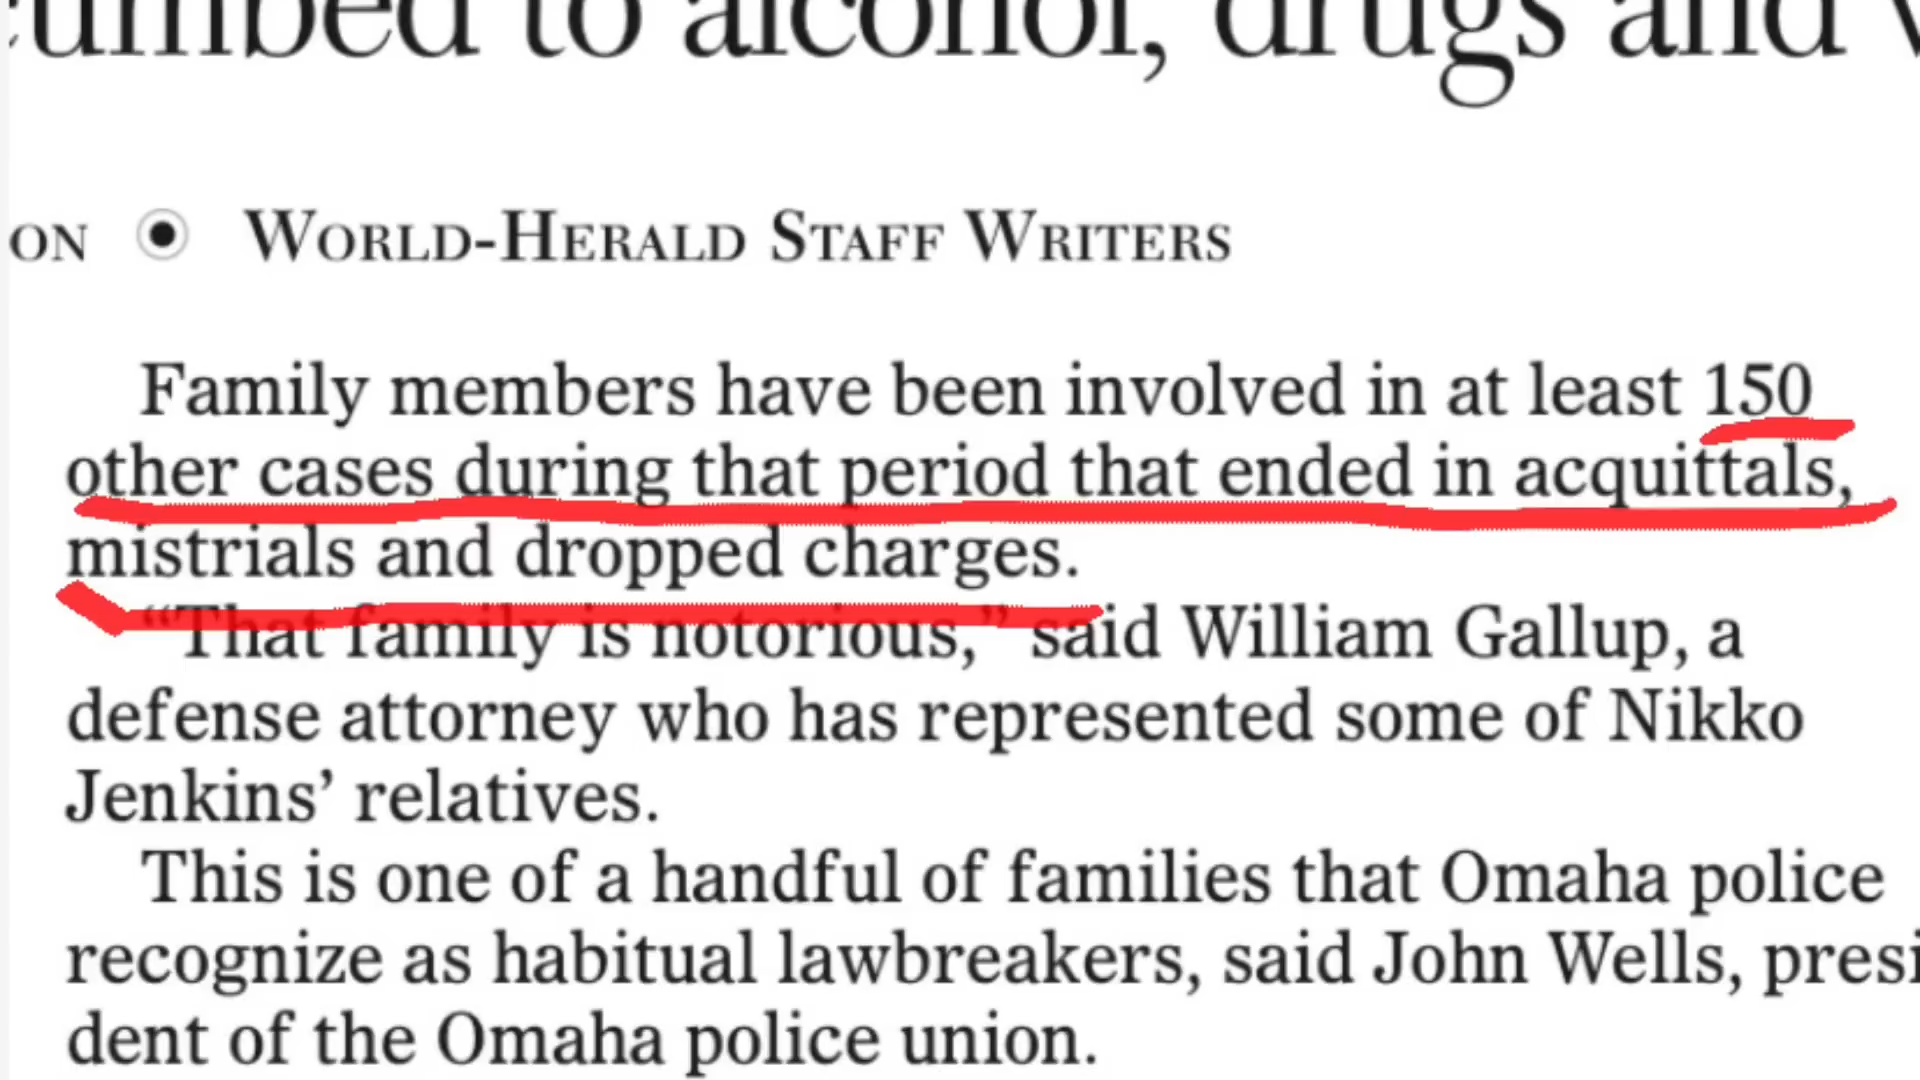 to alcohol, drugs and
ON ⦿ WORLD-HERALD STAFF WRITERS
Family members have been involved in at least 150
other cases during that period that ended in acquittals,
mistrials and dropped charges.
“That family is notorious,” said William Gallup, a
defense attorney who has represented some of Nikko
Jenkins’ relatives.
This is one of a handful of families that Omaha police
recognize as habitual lawbreakers, said John Wells, presi
dent of the Omaha police union.